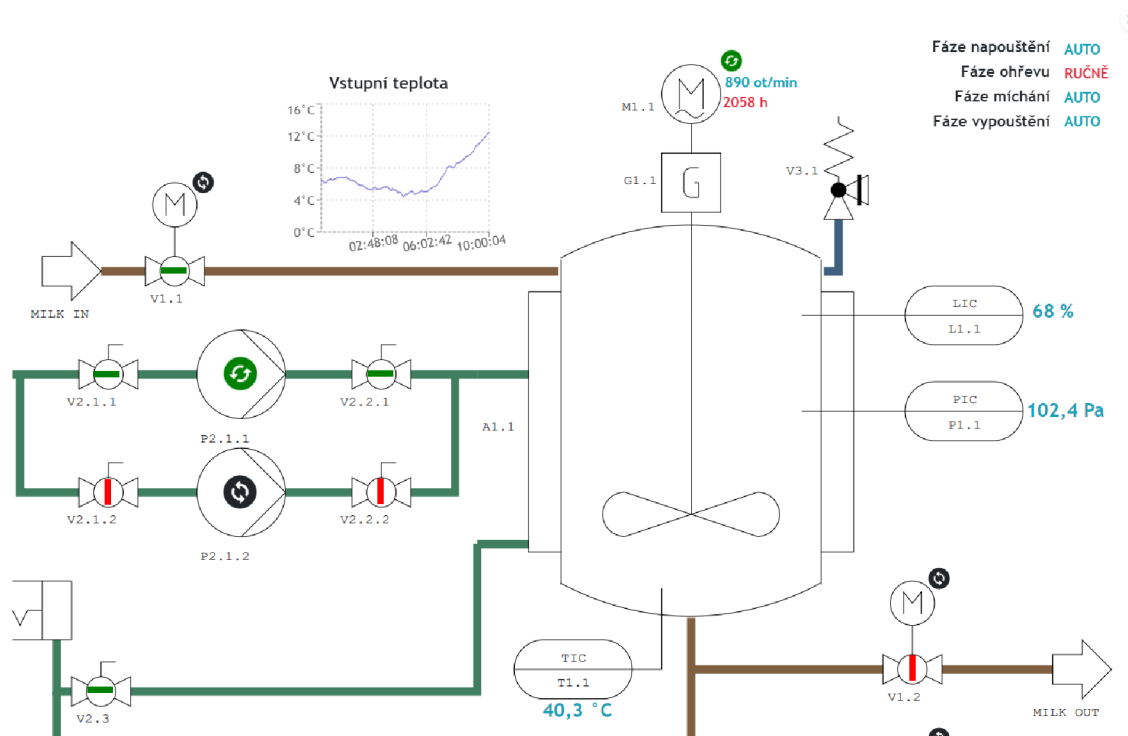 Fáze napouštění AUTO
Fáze ohřevu RUČNĚ
Fáze míchání AUTO
Fáze vypouštění AUTO
Vstupní teplota
16°C
12°C
8°C
4°C
0°C
02:48:08 06:02:42 10:00:04
M
890 ot/min
2058 h
M1.1
G
G1.1
V3.1
M
V1.1
MILK IN
LIC
L1.1
68 %
PIC
P1.1
102,4 Pa
V2.1.1
V2.2.1
P2.1.1
A1.1
V2.1.2
V2.2.2
P2.1.2
TIC
T1.1
40,3 °C
M
V1.2
MILK OUT
V2.3